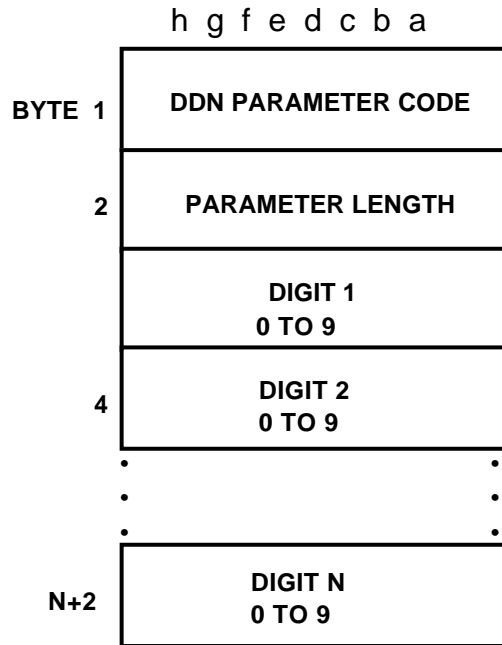 h g f e d c b a
BYTE 1 DDN PARAMETER CODE
2 PARAMETER LENGTH
DIGIT 1
0 TO 9
4 DIGIT 2
0 TO 9
N+2 DIGIT N
0 TO 9